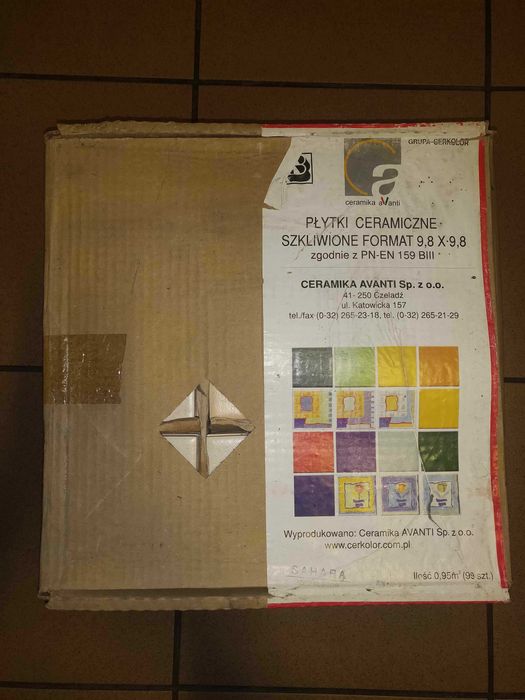 GRUPA CERKOLOR
a
ceramika aVanti
PŁYTKI CERAMICZNE
SZKLIWIONE FORMAT 9,8 X 9,8
zgodnie z PN-EN 159 BIII
CERAMIKA AVANTI Sp. z o.o.
41- 250 Czeladź
ul. Katowicka 157
tel./fax (0-32) 265-23-18, tel. (0-32) 265-21-29
Wyprodukowano: Ceramika AVANTI Sp. z o.o.
www.cerkolor.com.pl
SAHARA
Ilość 0,95m² (99 szt.)